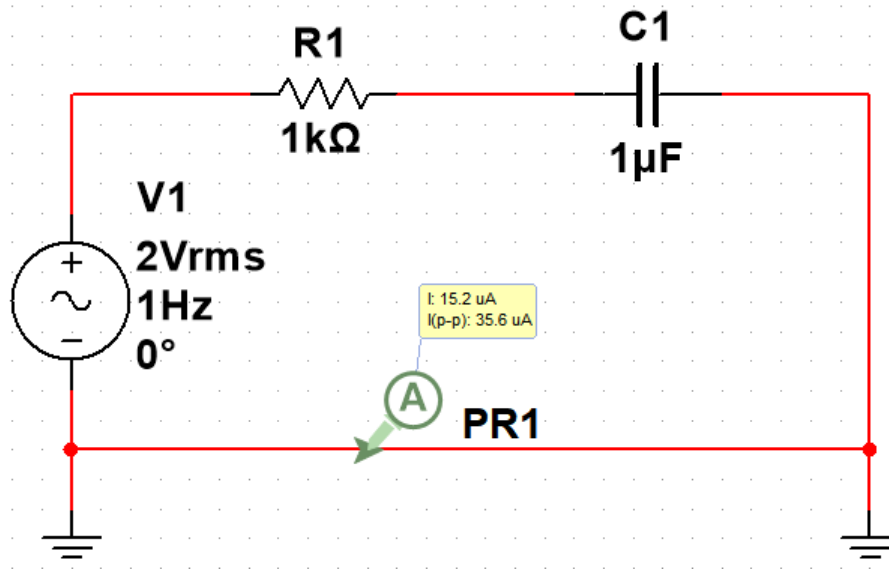 R1
1kΩ
C1
1µF
V1
2Vrms
1Hz
0°
I: 15.2 uA
I(p-p): 35.6 uA
A
PR1